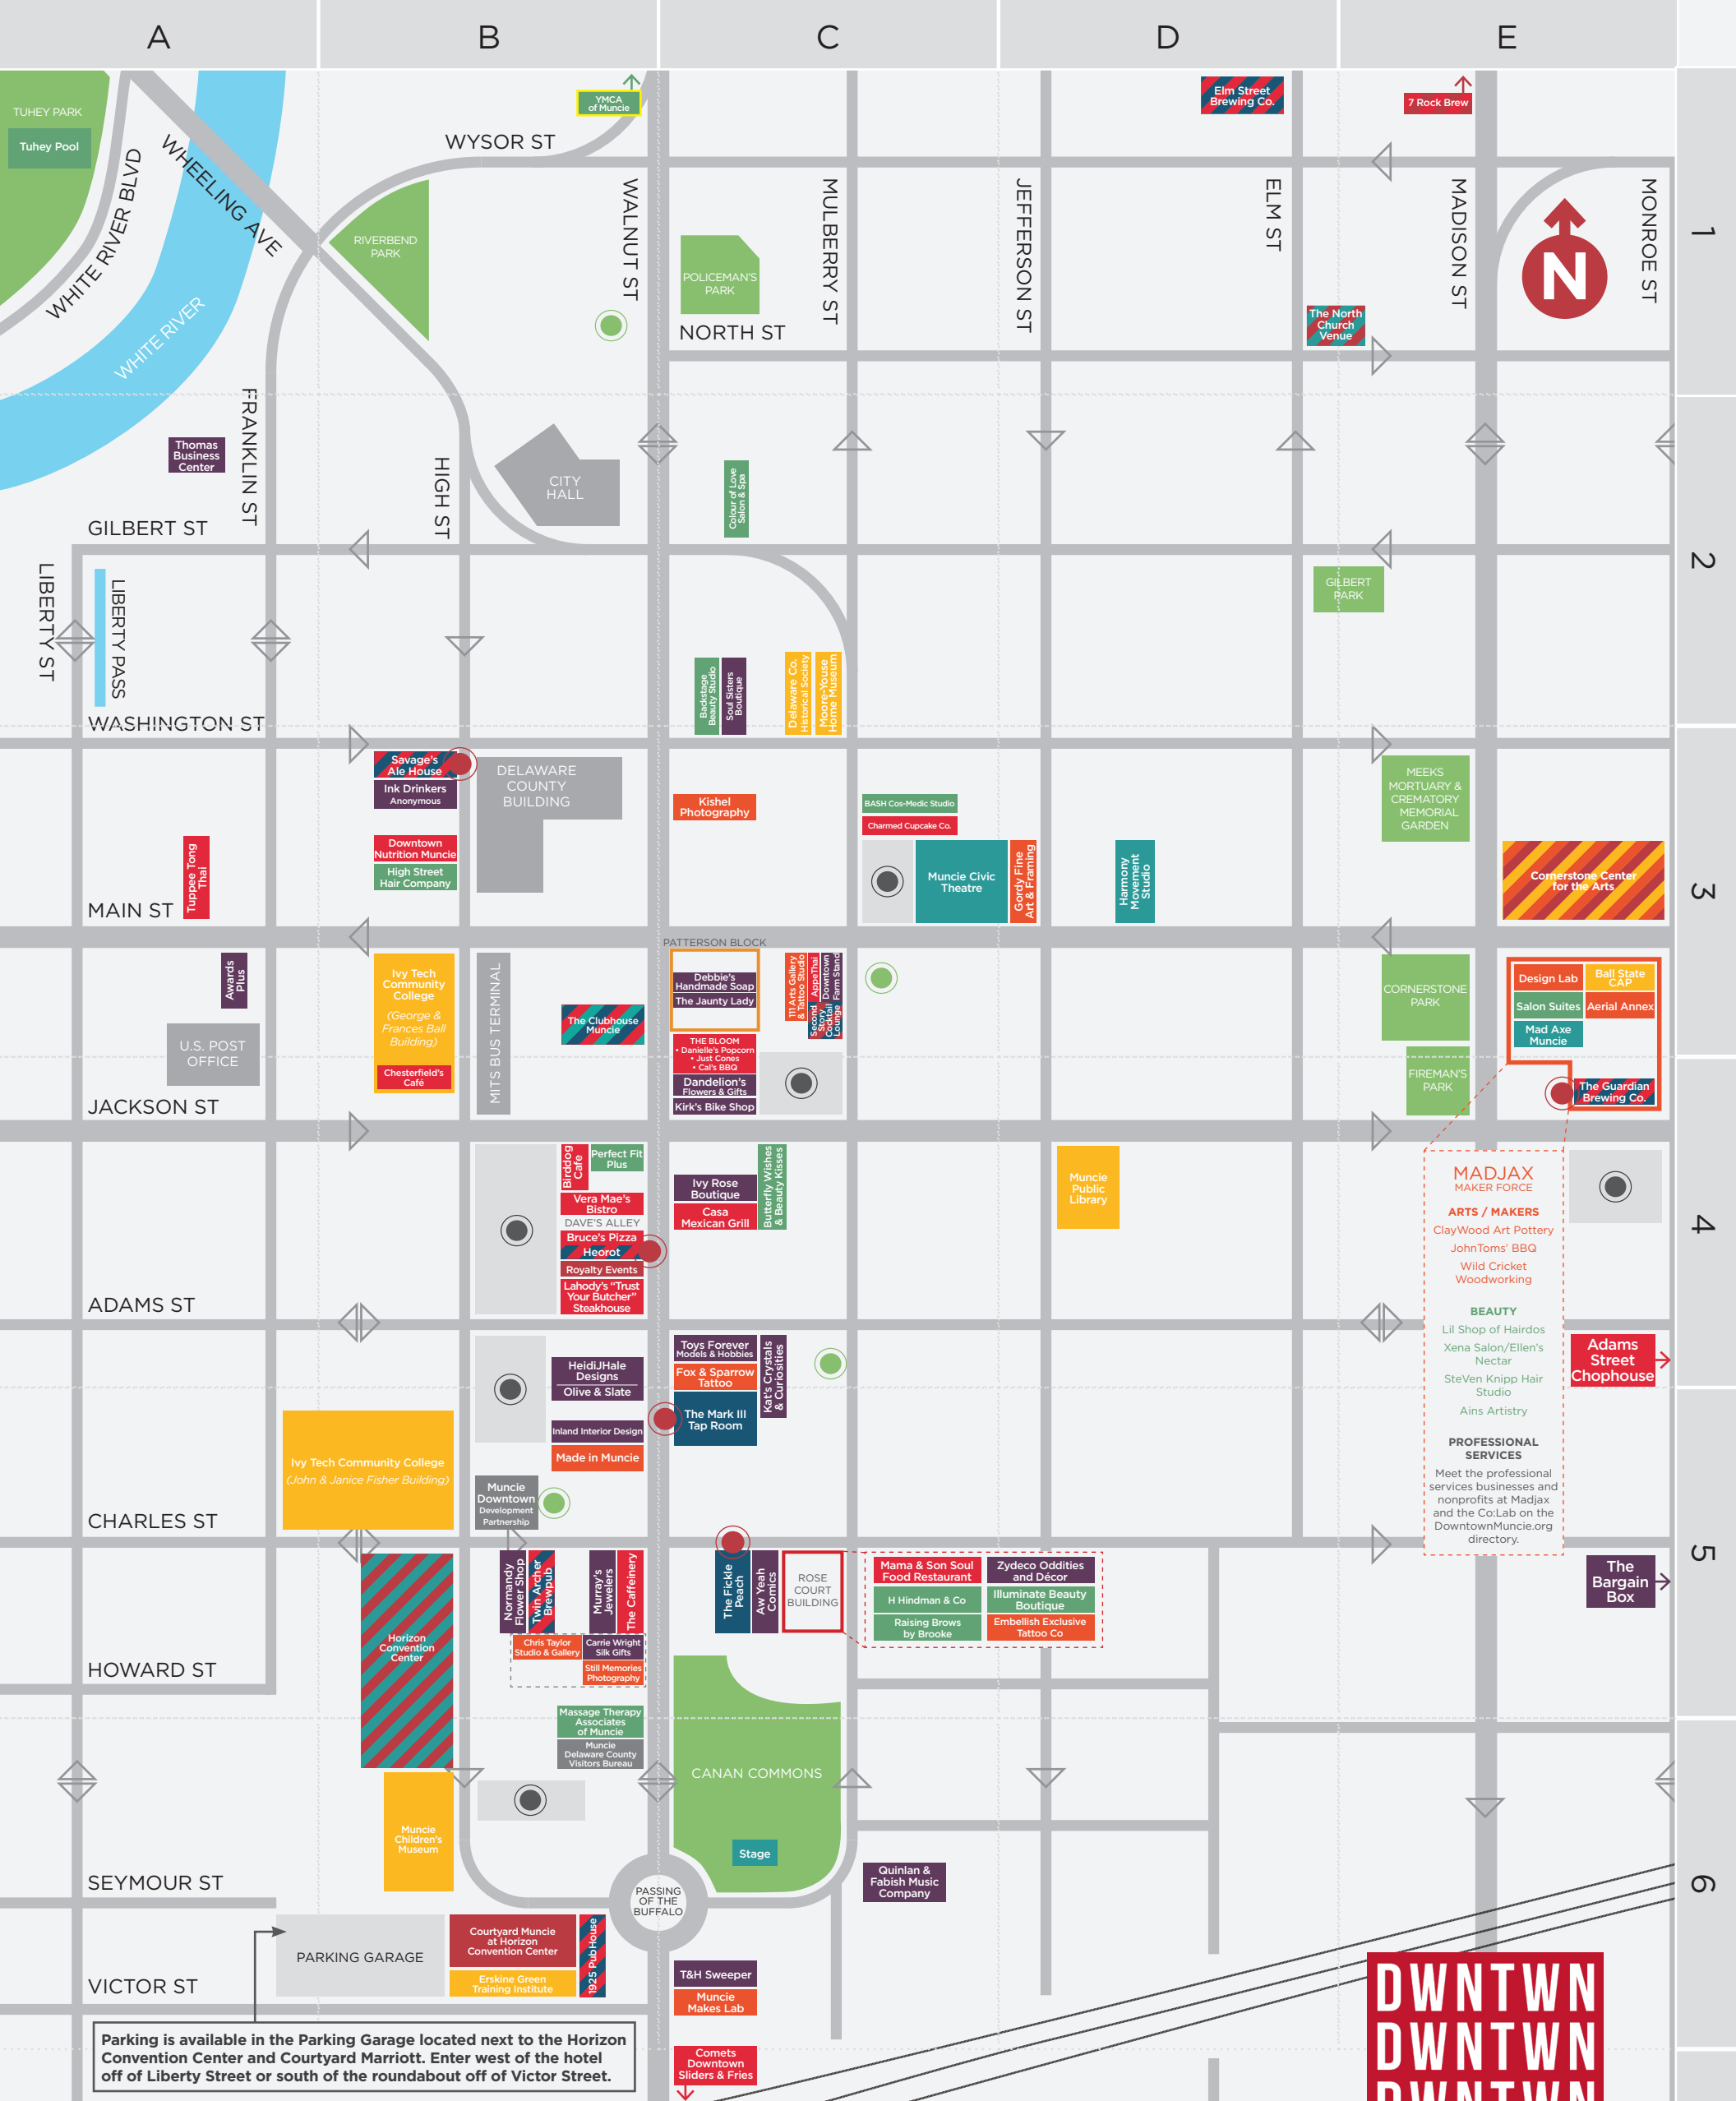 A
B
C
D
E
TUHEY PARK
Tuhey Pool
WHITE RIVER BLVD
WHEELING AVE
WHITE RIVER
WYSOR ST
YMCA
of Muncie
RIVERBEND
PARK
WALNUT ST
POLICEMAN'S
PARK
NORTH ST
MULBERRY ST
JEFFERSON ST
Elm Street
Brewing Co.
ELM ST
7 Rock Brew
MADISON ST
N
MONROE ST
1
The North
Church
Venue
Thomas
Business
Center
FRANKLIN ST
HIGH ST
CITY
HALL
Colour of Love
Salon & Spa
GILBERT ST
GILBERT
PARK
2
LIBERTY ST
LIBERTY PASS
Backstage
Beauty Studio
Soul Sisters
Boutique
Delaware Co.
Historical Society
Moore-Youse
Home Museum
WASHINGTON ST
Savage's
Ale House
Ink Drinkers
Anonymous
DELAWARE
COUNTY
BUILDING
Downtown
Nutrition Muncie
High Street
Hair Company
Tuppee Tong
Thai
MAIN ST
Kishel
Photography
BASH Cos-Medic Studio
Charmed Cupcake Co.
Muncie Civic
Theatre
Gordy Fine
Art & Framing
Harmony
Movement
Studio
MEEKS
MORTUARY &
CREMATORY
MEMORIAL
GARDEN
Cornerstone Center
for the Arts
3
Awards
Plus
U.S. POST
OFFICE
Ivy Tech
Community
College
(George &
Frances Ball
Building)
Chesterfield's
Café
MITS BUS TERMINAL
The Clubhouse
Muncie
PATTERSON BLOCK
Debbie's
Handmade Soap
The Jaunty Lady
111 Arts Gallery
& Tattoo Studio
AppeThai
Downtown
Farm Stand
Second
Story
Cocktail
Lounge
THE BLOOM
• Danielle's Popcorn
• Just Cones
• Cal's BBQ
Dandelion's
Flowers & Gifts
Kirk's Bike Shop
CORNERSTONE
PARK
FIREMAN'S
PARK
Design Lab
Ball State
CAP
Salon Suites
Aerial Annex
Mad Axe
Muncie
The Guardian
Brewing Co.
JACKSON ST
Birddog
Cafe
Perfect Fit
Plus
Vera Mae's
Bistro
DAVE'S ALLEY
Bruce's Pizza
Heorot
Royalty Events
Lahody's “Trust
Your Butcher”
Steakhouse
Ivy Rose
Boutique
Casa
Mexican Grill
Butterfly Wishes
& Beauty Kisses
Muncie
Public
Library
4
MADJAX
MAKER FORCE
ARTS / MAKERS
ClayWood Art Pottery
JohnToms' BBQ
Wild Cricket
Woodworking
BEAUTY
Lil Shop of Hairdos
Xena Salon/Ellen's
Nectar
SteVen Knipp Hair
Studio
Ains Artistry
PROFESSIONAL
SERVICES
Meet the professional
services businesses and
nonprofits at Madjax
and the Co:Lab on the
DowntownMuncie.org
directory.
ADAMS ST
Adams
Street
Chophouse
HeidiJHale
Designs
Olive & Slate
Inland Interior Design
Made in Muncie
Toys Forever
Models & Hobbies
Fox & Sparrow
Tattoo
Kat's Crystals
& Curiosities
The Mark III
Tap Room
Ivy Tech Community College
(John & Janice Fisher Building)
Muncie
Downtown
Development
Partnership
CHARLES ST
5
Horizon
Convention
Center
Normandy
Flower Shop
Twin Archer
Brewpub
Murray's
Jewelers
The Caffeinery
Chris Taylor
Studio & Gallery
Carrie Wright
Silk Gifts
Still Memories
Photography
The Fickle
Peach
Aw Yeah
Comics
ROSE
COURT
BUILDING
Mama & Son Soul
Food Restaurant
Zydeco Oddities
and Décor
H Hindman & Co
Illuminate Beauty
Boutique
Raising Brows
by Brooke
Embellish Exclusive
Tattoo Co
The
Bargain
Box
HOWARD ST
Massage Therapy
Associates
of Muncie
Muncie
Delaware County
Visitors Bureau
CANAN COMMONS
Stage
Muncie
Children's
Museum
Quinlan &
Fabish Music
Company
SEYMOUR ST
PASSING
OF THE
BUFFALO
6
PARKING GARAGE
Courtyard Muncie
at Horizon
Convention Center
Erskine Green
Training Institute
1925 PubHouse
T&H Sweeper
Muncie
Makes Lab
VICTOR ST
Parking is available in the Parking Garage located next to the Horizon
Convention Center and Courtyard Marriott. Enter west of the hotel
off of Liberty Street or south of the roundabout off of Victor Street.
Comets
Downtown
Sliders & Fries
DWNTWN
DWNTWN
DWNTWN